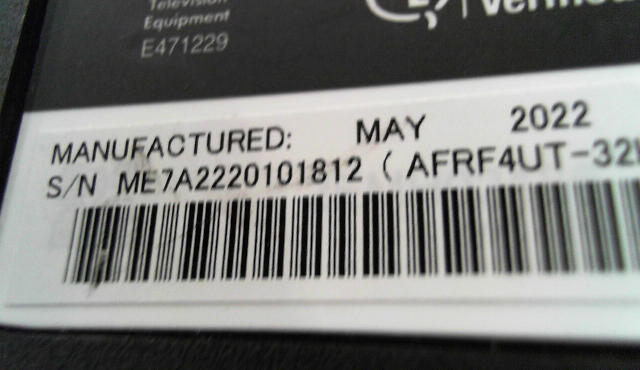 Television
Equipment
E471229
MANUFACTURED: MAY 2022
S/N ME7A2220101812 ( AFRF4UT-32